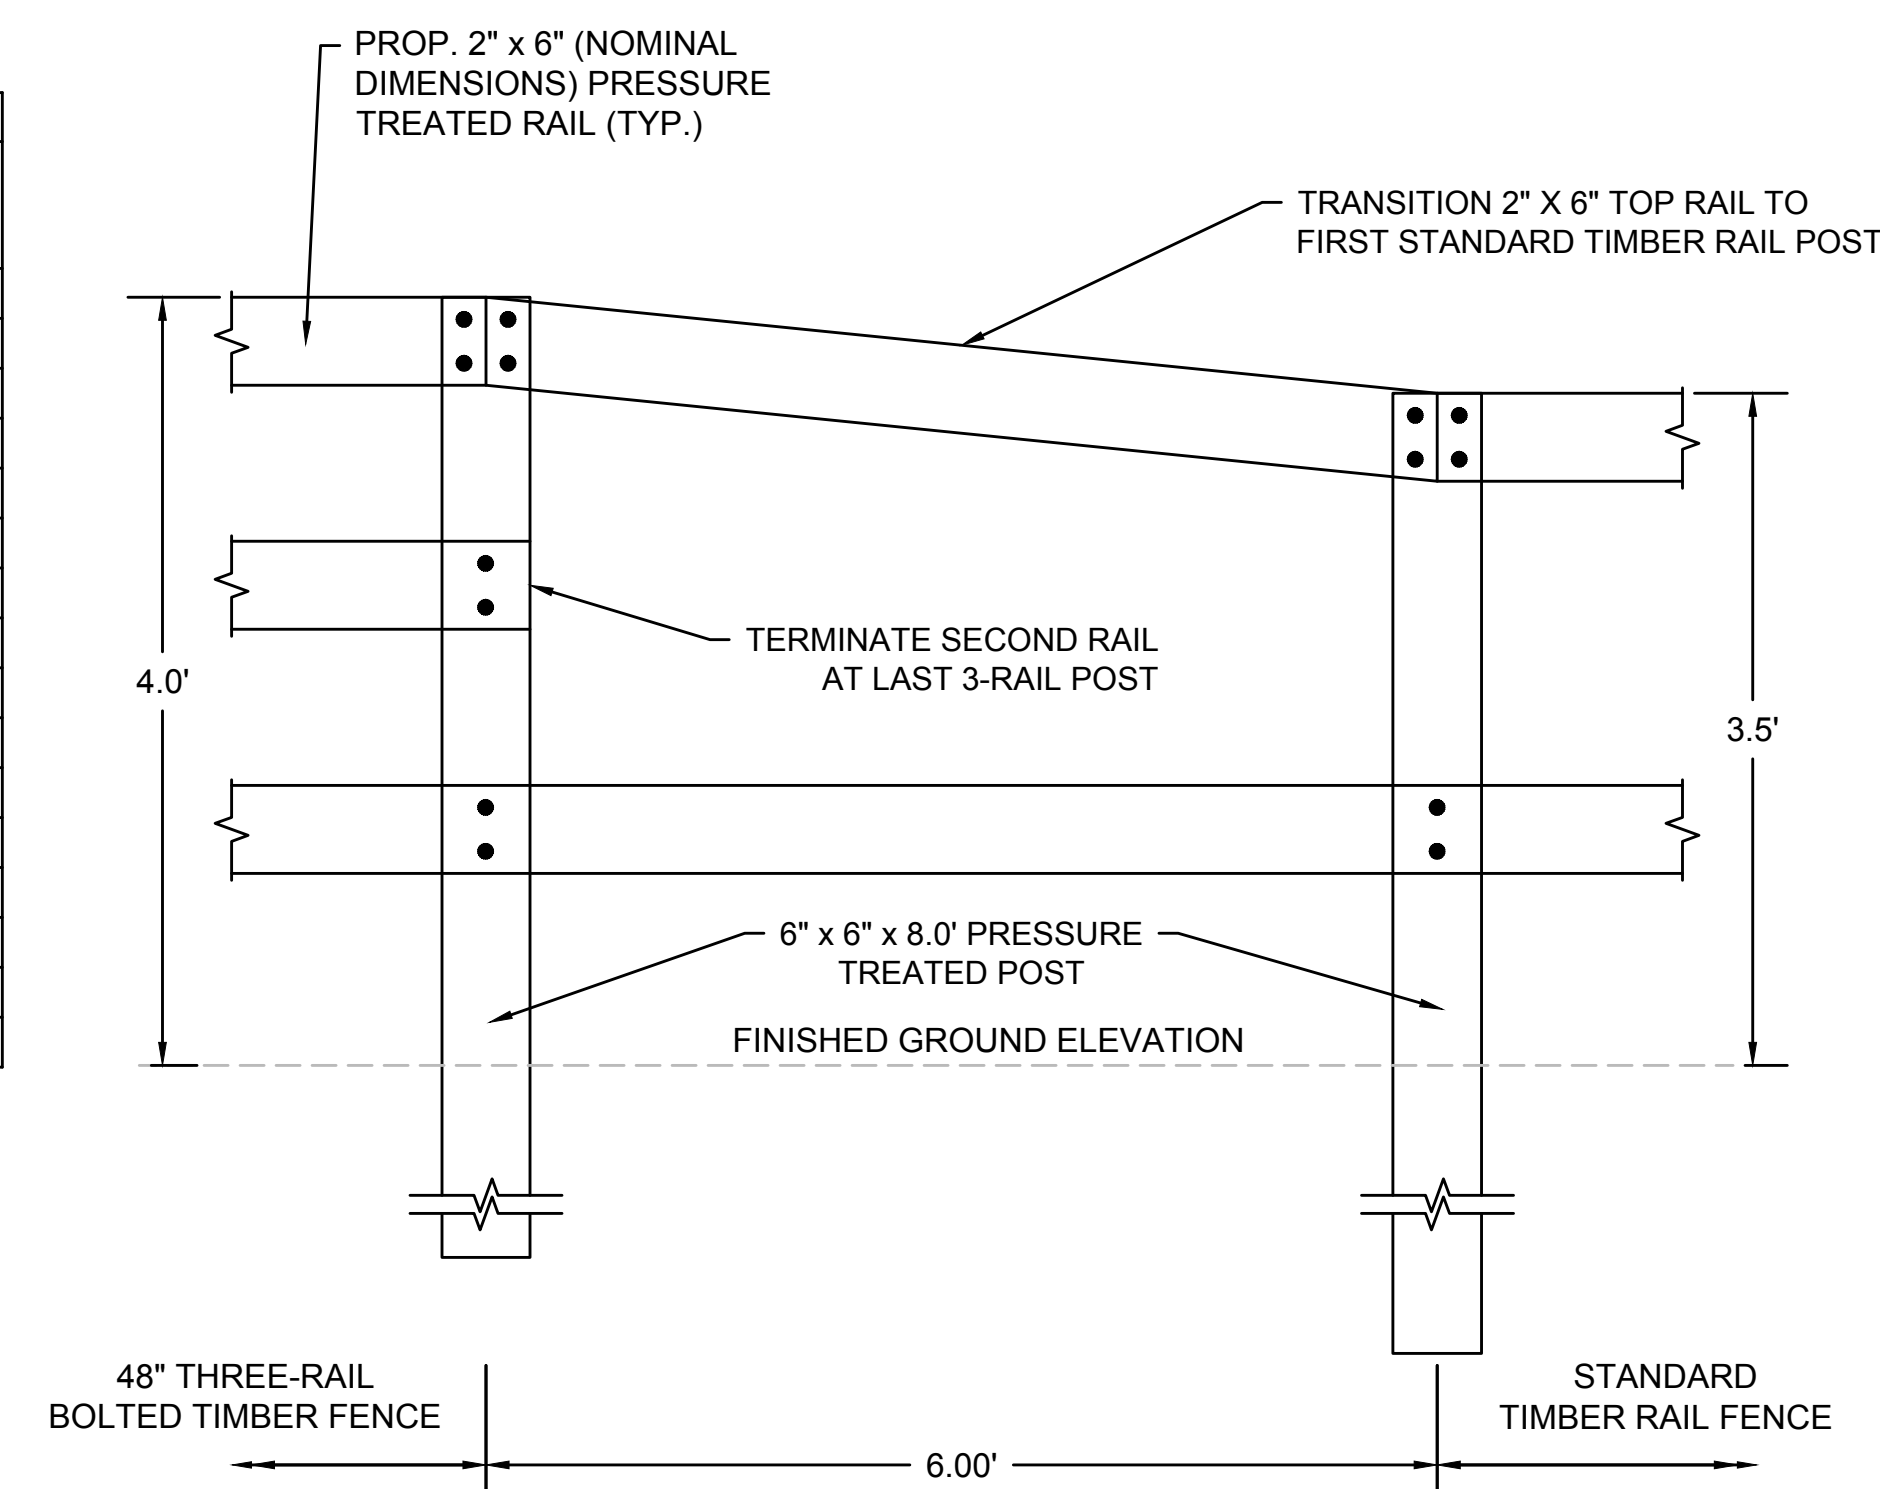 PROP. 2" x 6" (NOMINAL
DIMENSIONS) PRESSURE
TREATED RAIL (TYP.)
TRANSITION 2" X 6" TOP RAIL TO
FIRST STANDARD TIMBER RAIL POST
TERMINATE SECOND RAIL
AT LAST 3-RAIL POST
4.0'
3.5'
6" x 6" x 8.0' PRESSURE
TREATED POST
FINISHED GROUND ELEVATION
48" THREE-RAIL
BOLTED TIMBER FENCE
STANDARD
TIMBER RAIL FENCE
6.00'